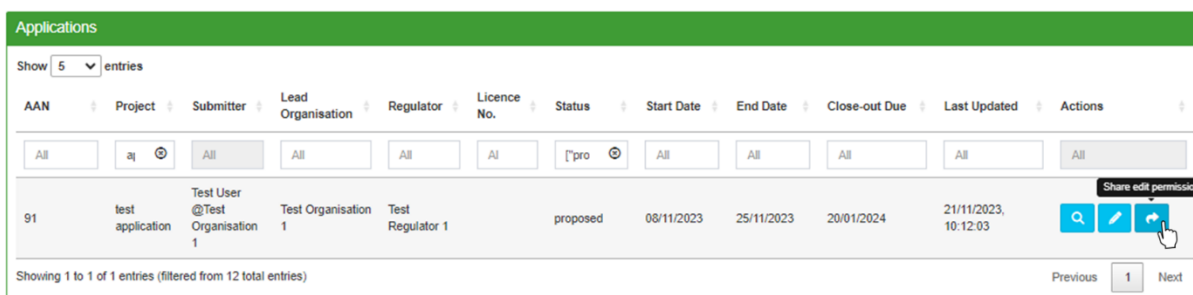 Applications
Show 5 entries
AAN Project Submitter Lead Organisation Regulator Licence No. Status Start Date End Date Close-out Due Last Updated Actions
All a All All All Al ["pro All All All All All
Share edit permissio
91 test application Test User @Test Organisation 1 Test Organisation 1 Test Regulator 1 proposed 08/11/2023 25/11/2023 20/01/2024 21/11/2023, 10:12:03
Showing 1 to 1 of 1 entries (filtered from 12 total entries)
Previous 1 Next